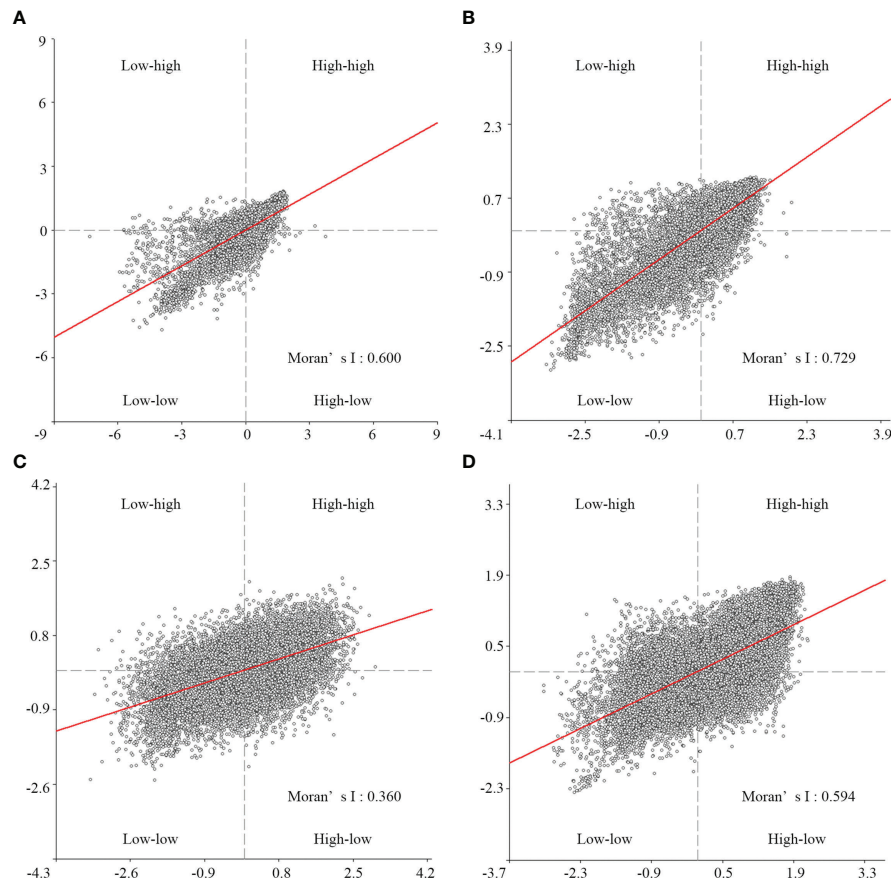 A
9
Low-high High-high
6
3
0
-3
-6
Moran’ s I : 0.600
Low-low High-low
-9
-9 -6 -3 0 3 6 9
B
3.9
Low-high High-high
2.3
0.7
-0.9
-2.5
Moran’ s I : 0.729
Low-low High-low
-4.1
-2.5 -0.9 0.7 2.3 3.9
C
4.2
Low-high High-high
2.5
0.8
-0.9
-2.6
Moran’ s I : 0.360
Low-low High-low
-4.3
-4.3 -2.6 -0.9 0.8 2.5 4.2
D
3.3
Low-high High-high
1.9
0.5
-0.9
-2.3
Moran’ s I : 0.594
Low-low High-low
-3.7
-3.7 -2.3 -0.9 0.5 1.9 3.3